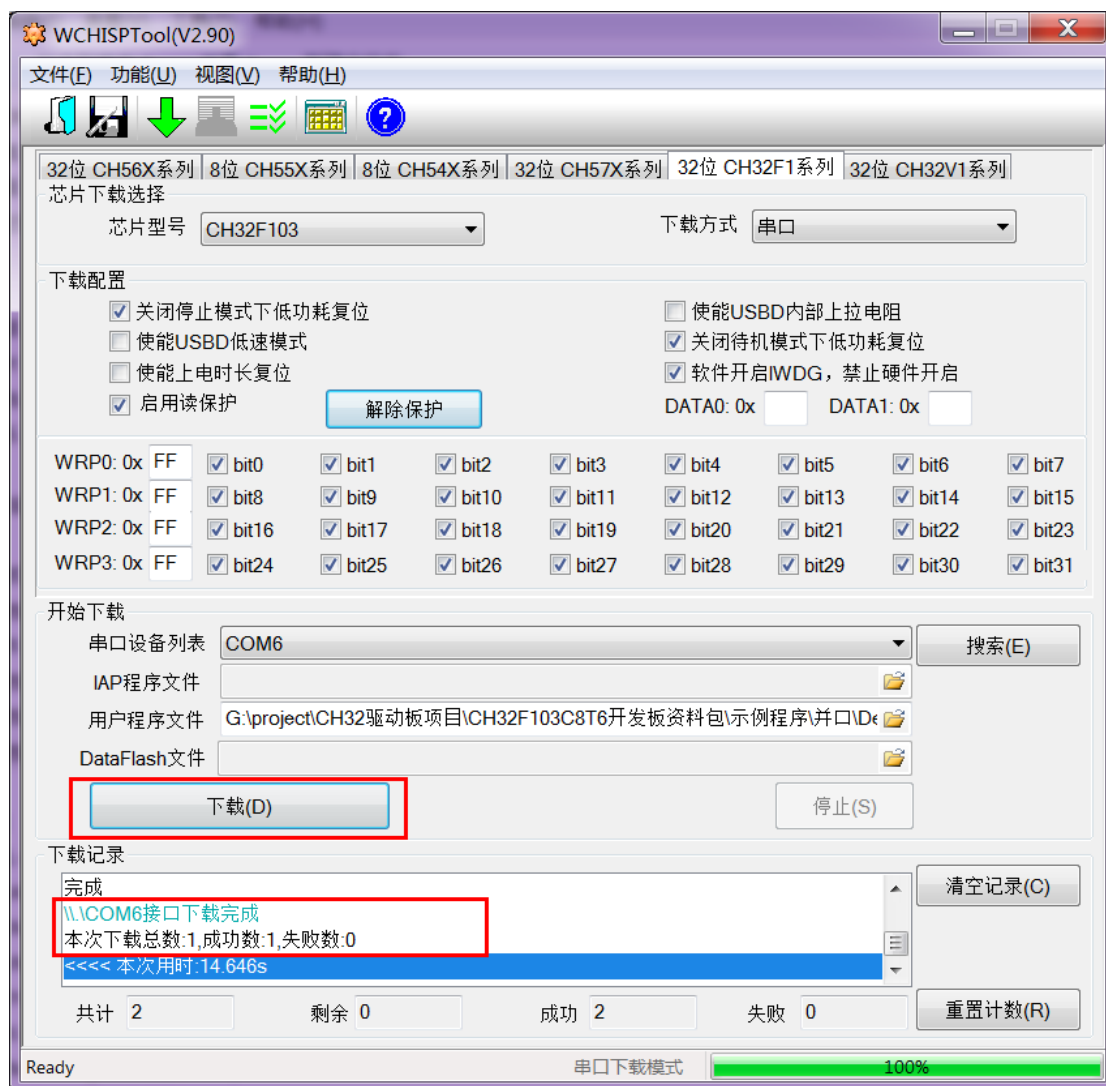 WCHISPTool(V2.90)
文件(F) 功能(U) 视图(V) 帮助(H)
32位 CH56X系列 8位 CH55X系列 8位 CH54X系列 32位 CH57X系列 32位 CH32F1系列 32位 CH32V1系列
芯片下载选择
芯片型号 CH32F103 下载方式 串口
下载配置
关闭停止模式下低功耗复位 使能USBD内部上拉电阻
使能USBD低速模式 关闭待机模式下低功耗复位
使能上电时长复位 软件开启IWDG，禁止硬件开启
启用读保护 解除保护 DATA0: 0x DATA1: 0x
WRP0: 0x FF bit0 bit1 bit2 bit3 bit4 bit5 bit6 bit7
WRP1: 0x FF bit8 bit9 bit10 bit11 bit12 bit13 bit14 bit15
WRP2: 0x FF bit16 bit17 bit18 bit19 bit20 bit21 bit22 bit23
WRP3: 0x FF bit24 bit25 bit26 bit27 bit28 bit29 bit30 bit31
开始下载
串口设备列表 COM6 搜索(E)
IAP程序文件
用户程序文件 G:\project\CH32驱动板项目\CH32F103C8T6开发板资料包\示例程序\并口\De
DataFlash文件
下载(D) 停止(S)
下载记录
完成 清空记录(C)
\\.\COM6接口下载完成
本次下载总数:1,成功数:1,失败数:0
<<<< 本次用时:14.646s
共计 2 剩余 0 成功 2 失败 0 重置计数(R)
Ready 串口下载模式 100%